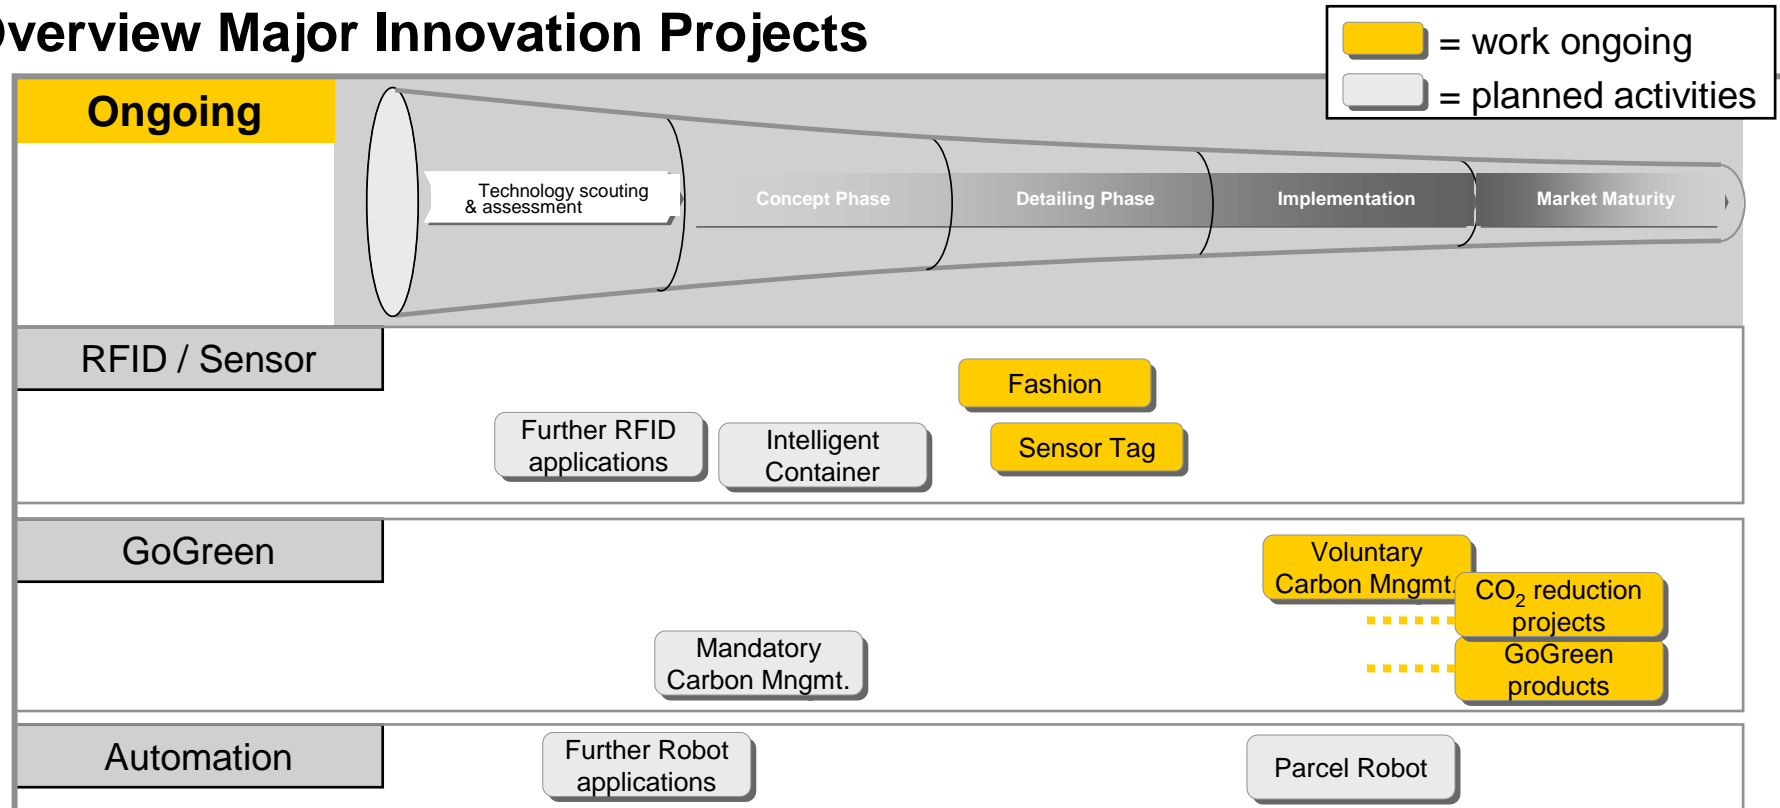 Overview Major Innovation Projects
= work ongoing
= planned activities
Ongoing
Technology scouting
& assessment
Concept Phase
Detailing Phase
Implementation
Market Maturity
RFID / Sensor
Fashion
Further RFID
applications
Intelligent
Container
Sensor Tag
GoGreen
Voluntary
Carbon Mngmt.
CO₂ reduction
projects
Mandatory
Carbon Mngmt.
GoGreen
products
Automation
Further Robot
applications
Parcel Robot